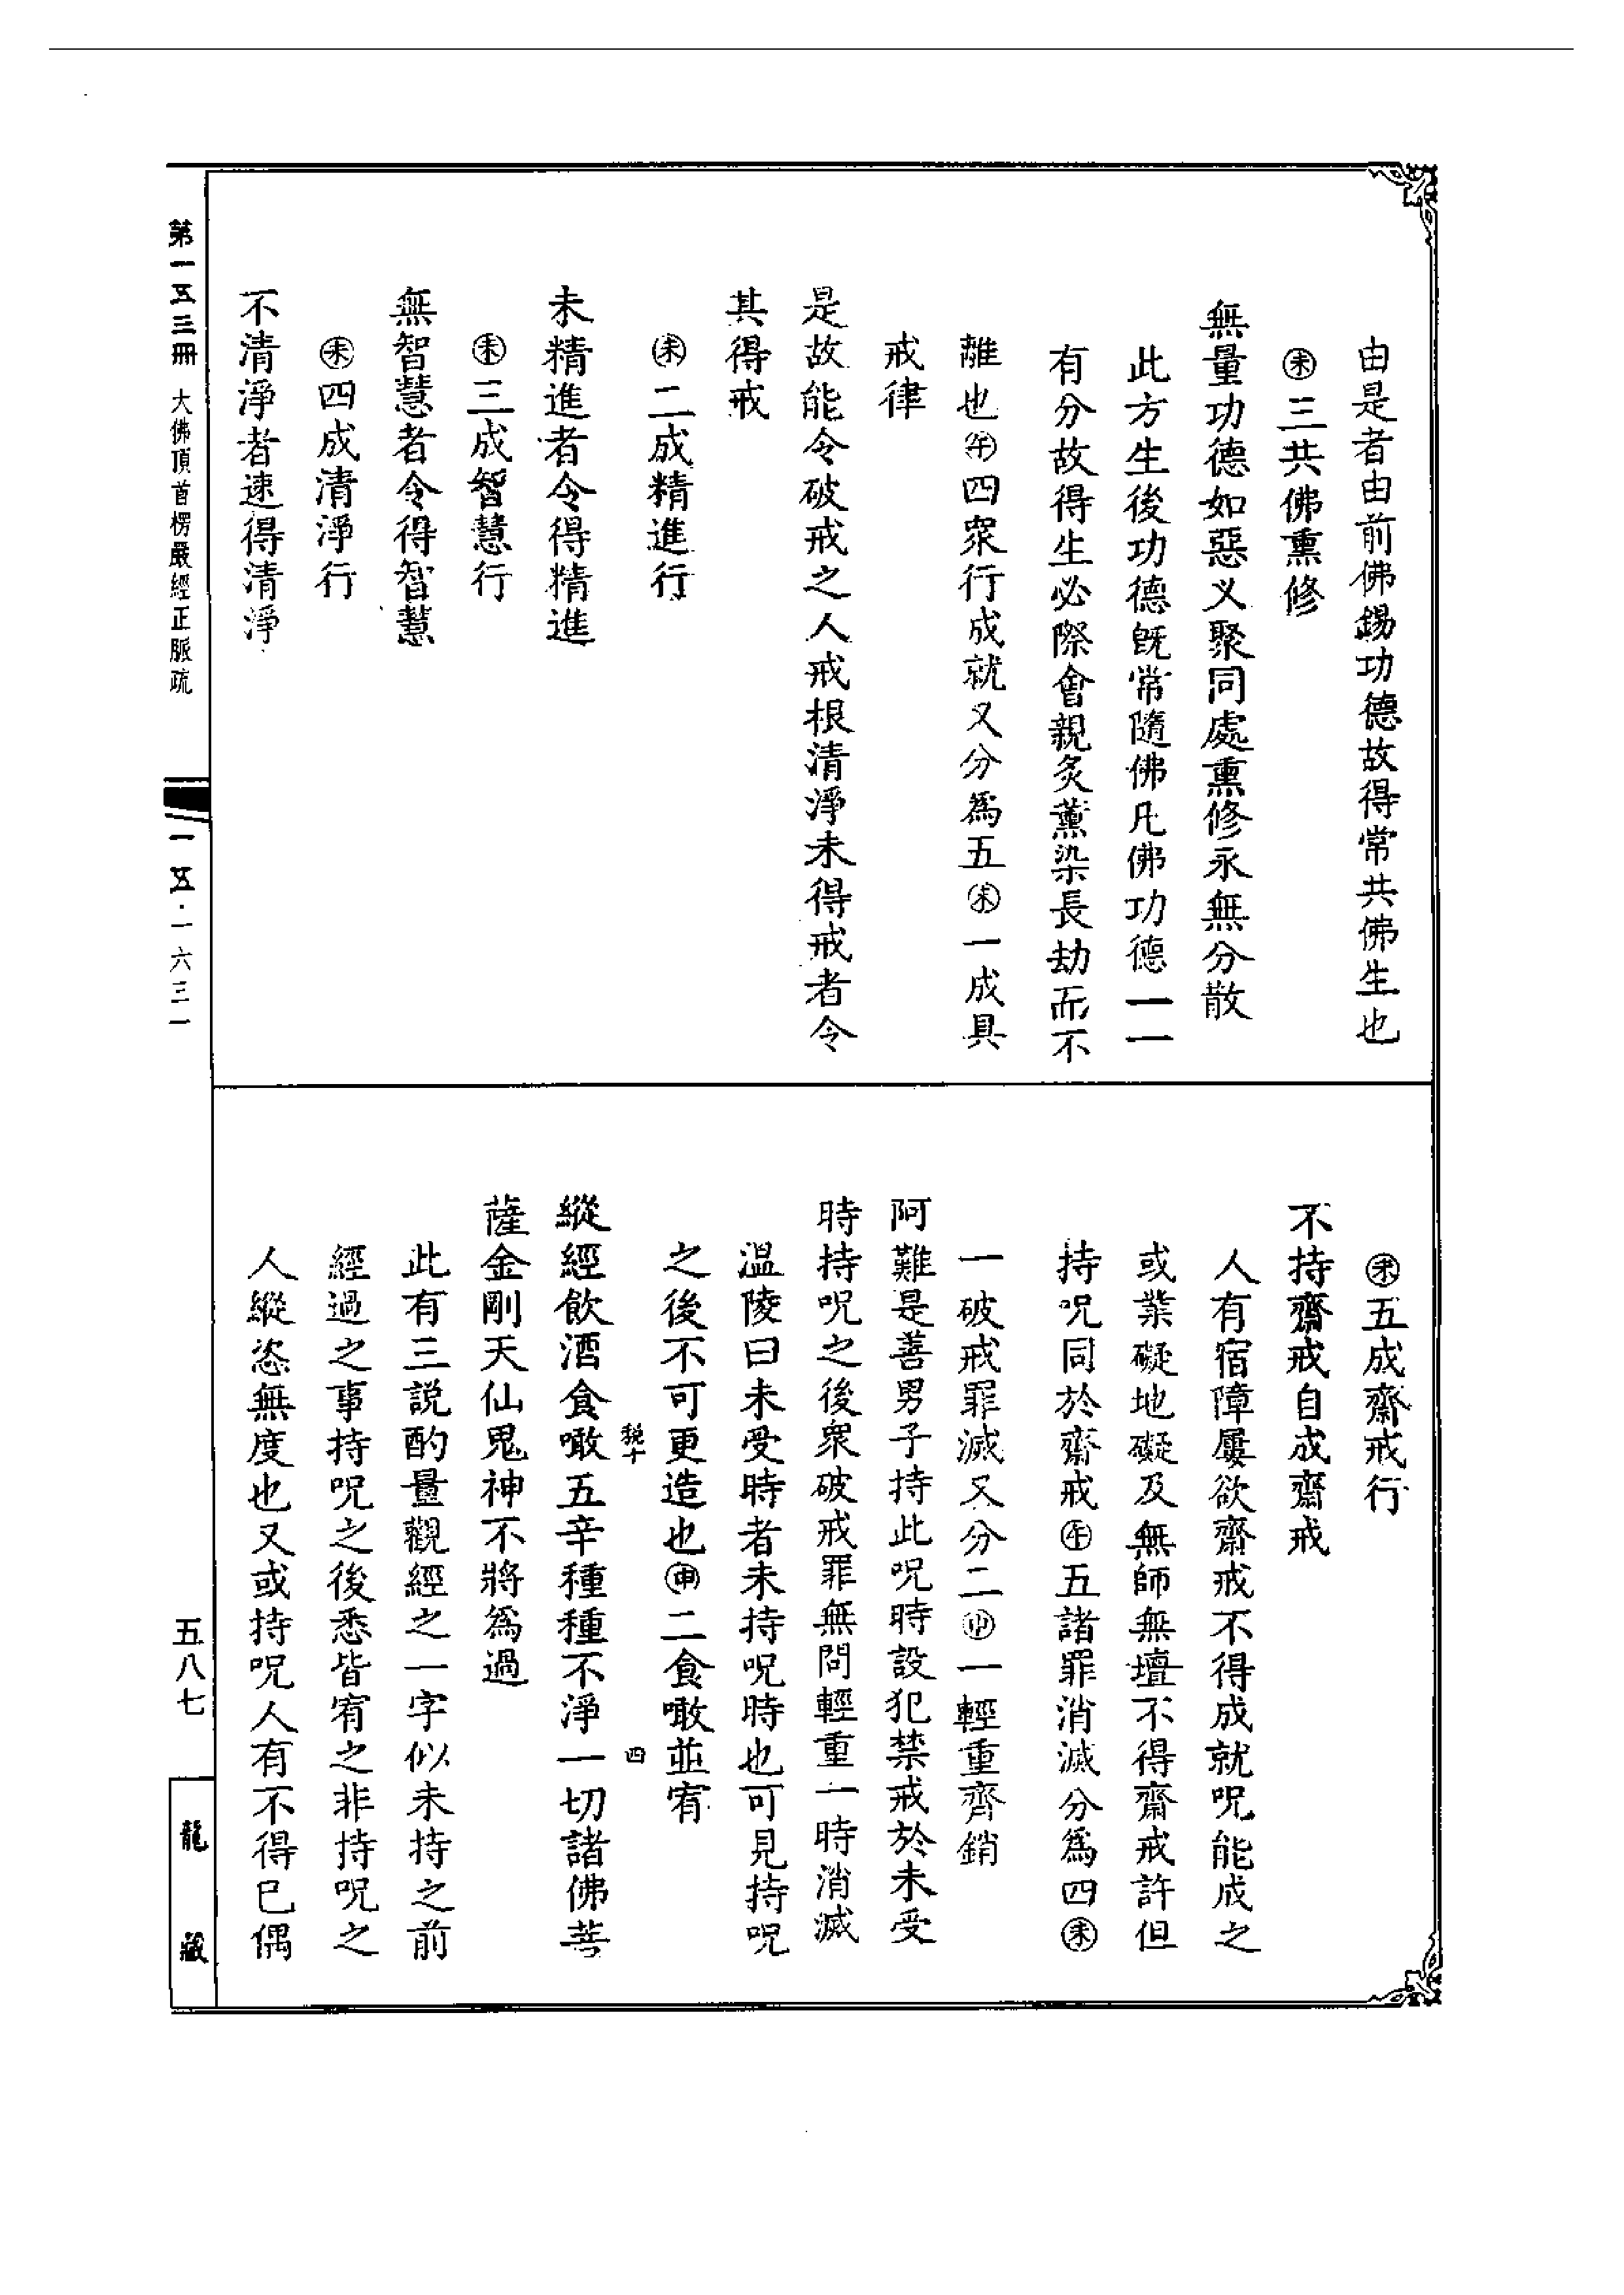 由是者由前佛錫功德故得常共佛生也
㊍三共佛熏修
無量功德如惡义聚同處熏修永無分散
此方生後功德既常隨佛凡佛功德一一
有分故得生必際會親炙薰染長劫而不
離也㊌四衆行成就又分為五㊍一成具
戒律
是故能令破戒之人戒根清淨未得戒者令
其得戒
二成精進行
未精進者令得精進
三成智慧行
無智慧者令得智慧
四成清淨行
不清淨者速得清淨
五成齋戒行
不持齋戒自成齋戒
人有宿障屢欲齋戒不得成就呪能成之
或業礙地礙及無師無壇不得齋戒許但
持呪同於齋戒午五諸罪消滅分為四未
一破戒罪滅又分二申一輕重齊銷
阿難是善男子持此呪時設犯禁戒於未受
時持呪之後衆破戒罪無問輕重一時消滅
温陵曰未受時者未持呪時也可見持呪
之後不可更造也申二食噉並宥
税十 四
縱經飲酒食噉五辛種種不淨一切諸佛菩
薩金剛天仙鬼神不將為過
此有三說酌量觀經之一字似未持之前
經過之事持呪之後悉皆宥之非持呪之
人縱恣無度也又或持呪人有不得已偶
第一五三冊 大佛頂首楞嚴經正脈疏
一五·一六三一
五八七
龍藏